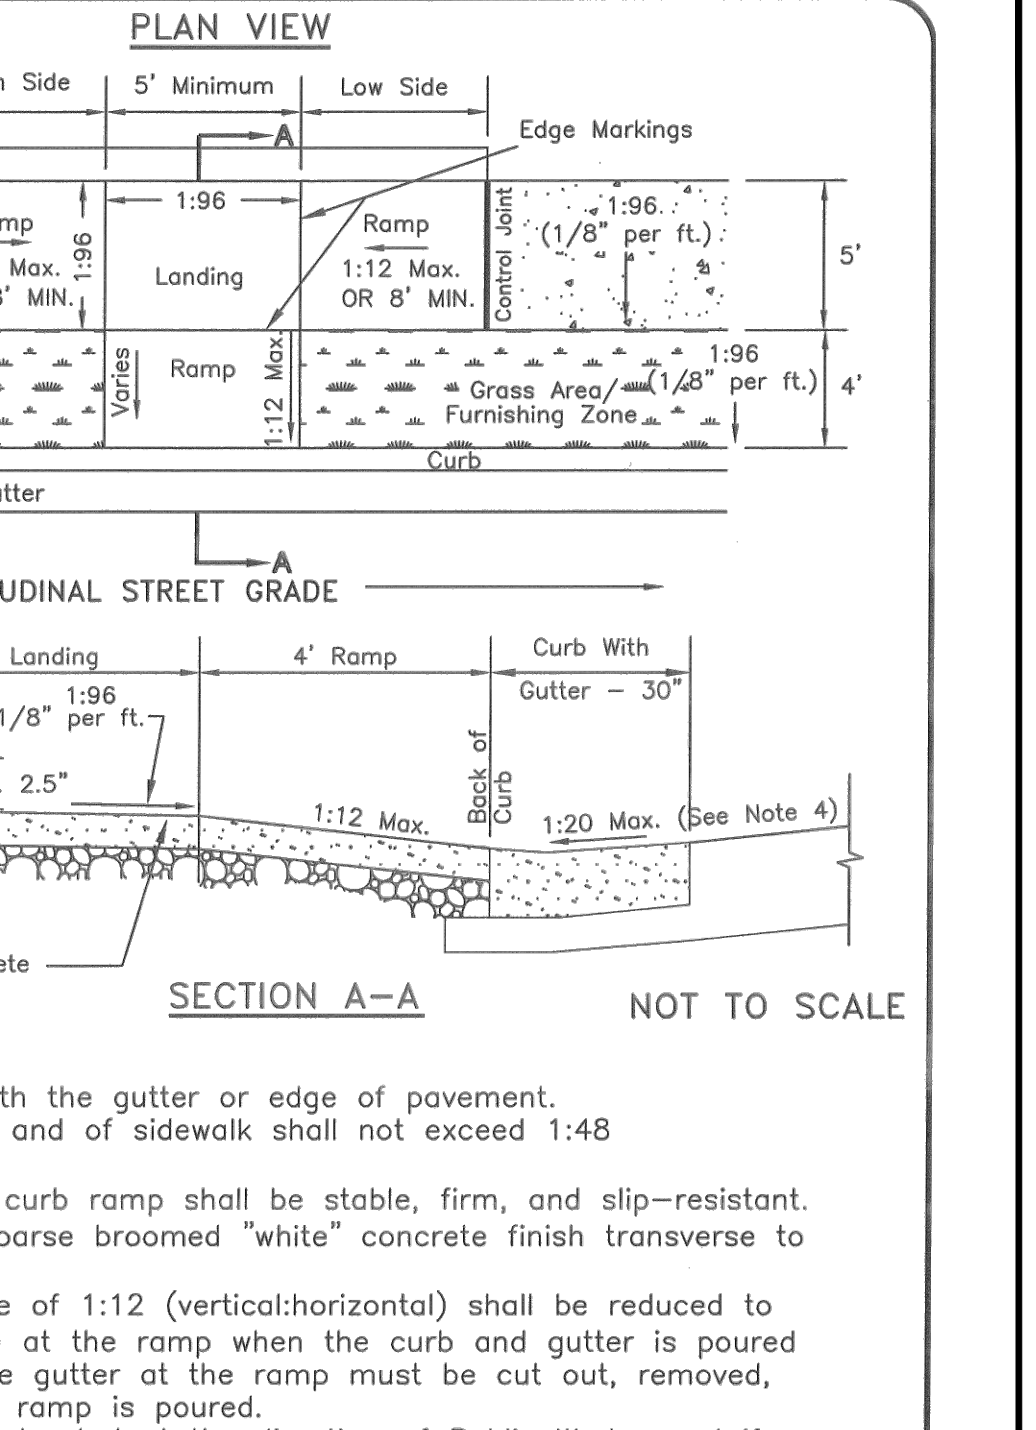 PLAN VIEW
Side
5' Minimum
Low Side
A
Edge Markings
1:96
1:96
Max.
MIN.
Landing
Ramp
1:12 Max.
OR 8' MIN.
Control Joint
1:96
(1/8" per ft.)
5'
Varies
Ramp
1:12 Max.
Grass Area/
Furnishing Zone
1:96
(1/8" per ft.)
4'
Curb
A
STREET GRADE
Landing
4' Ramp
Curb With
Gutter - 30"
1:96
1/8" per ft.
2.5"
Back of
Curb
1:12 Max.
1:20 Max. (See Note 4)
SECTION A-A
NOT TO SCALE
the gutter or edge of pavement.
and of sidewalk shall not exceed 1:48
curb ramp shall be stable, firm, and slip-resistant.
broomed "white" concrete finish transverse to
of 1:12 (vertical:horizontal) shall be reduced to
at the ramp when the curb and gutter is poured
gutter at the ramp must be cut out, removed,
ramp is poured.